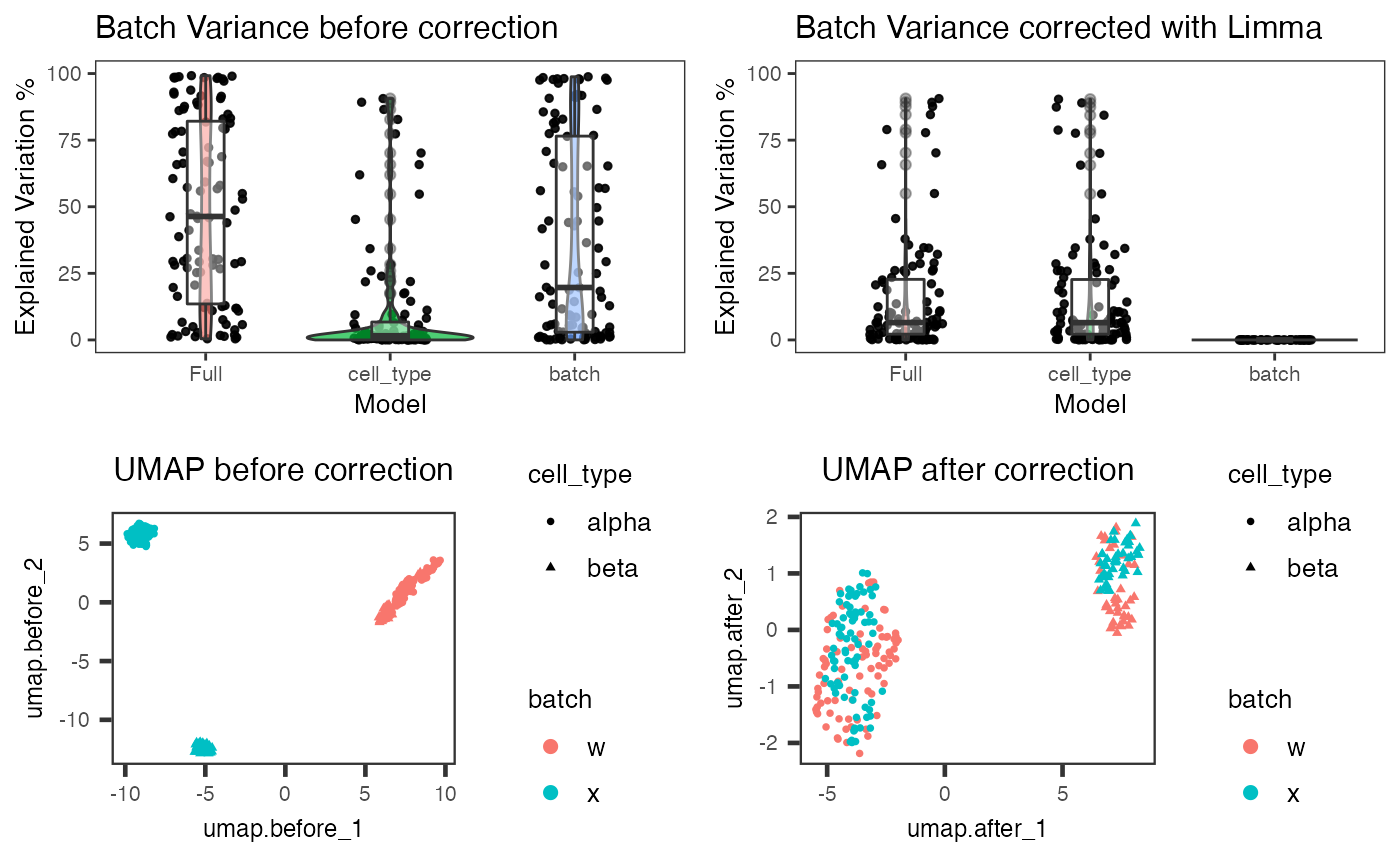 Batch Variance before correction
Explained Variation %
100
75
50
25
0
Full cell_type batch
Model
Batch Variance corrected with Limma
Explained Variation %
100
75
50
25
0
Full cell_type batch
Model
UMAP before correction
umap.before_2
5
0
-5
-10
-10 -5 0 5 10
umap.before_1
cell_type
alpha
beta
batch
w
x
UMAP after correction
umap.after_2
2
1
0
-1
-2
-5 0 5
umap.after_1
cell_type
alpha
beta
batch
w
x